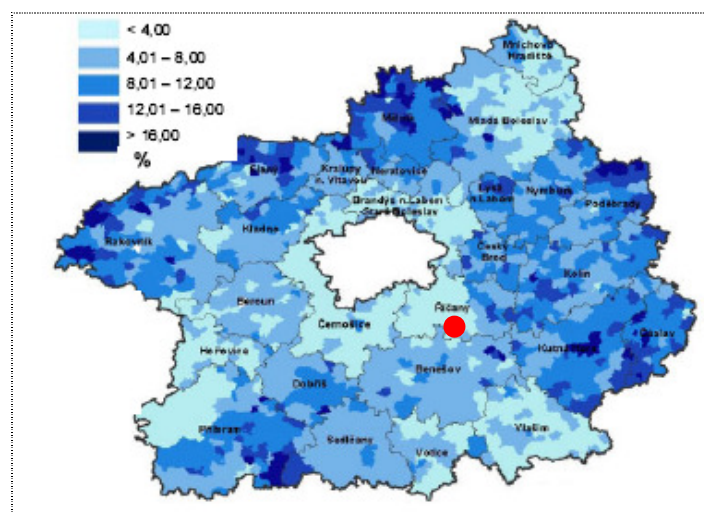 < 4,00
4,01 – 8,00
8,01 – 12,00
12,01 – 16,00
> 16,00
%
Mnichovo
Hradiště
Mělník
Mladá Boleslav
Slaný
Kralupy
n. Vltavou
Neratovice
Lysá
n.Labem
Nymburk
Brandýs n.Labem
Stará Boleslav
Poděbrady
Rakovník
Kladno
Český
Brod
Kolín
Beroun
Černošice
Říčany
Hořovice
Kutná Hora
Čáslav
Dobříš
Benešov
Příbram
Sedlčany
Votice
Vlašim